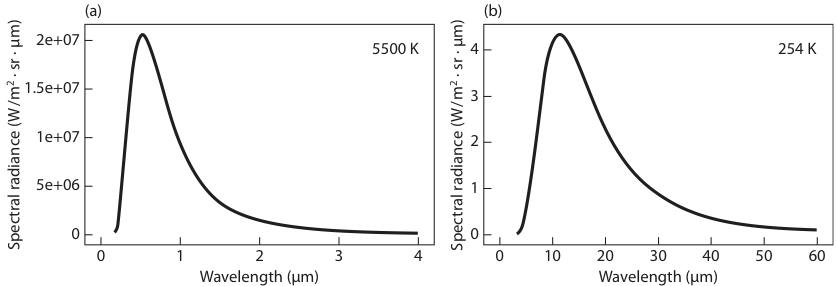 (a)
Spectral radiance (W/m² · sr · μm)
2e+07
1.5e+07
1e+07
5e+06
0
5500 K
0 1 2 3 4
Wavelength (μm)
(b)
Spectral radiance (W/m² · sr · μm)
4
3
2
1
0
254 K
0 10 20 30 40 50 60
Wavelength (μm)